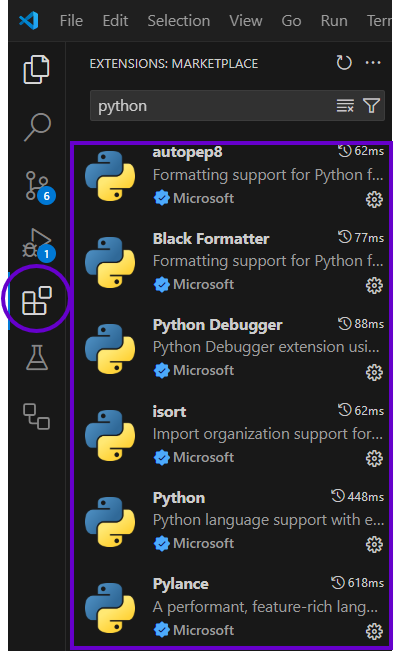 File Edit Selection View Go Run Ter
EXTENSIONS: MARKETPLACE
python
autopep8 62ms
Formatting support for Python f...
Microsoft
6
Black Formatter 77ms
Formatting support for Python f...
Microsoft
1
Python Debugger 88ms
Python Debugger extension usi...
Microsoft
isort 62ms
Import organization support for...
Microsoft
Python 448ms
Python language support with e...
Microsoft
Pylance 618ms
A performant, feature-rich lang...
Microsoft